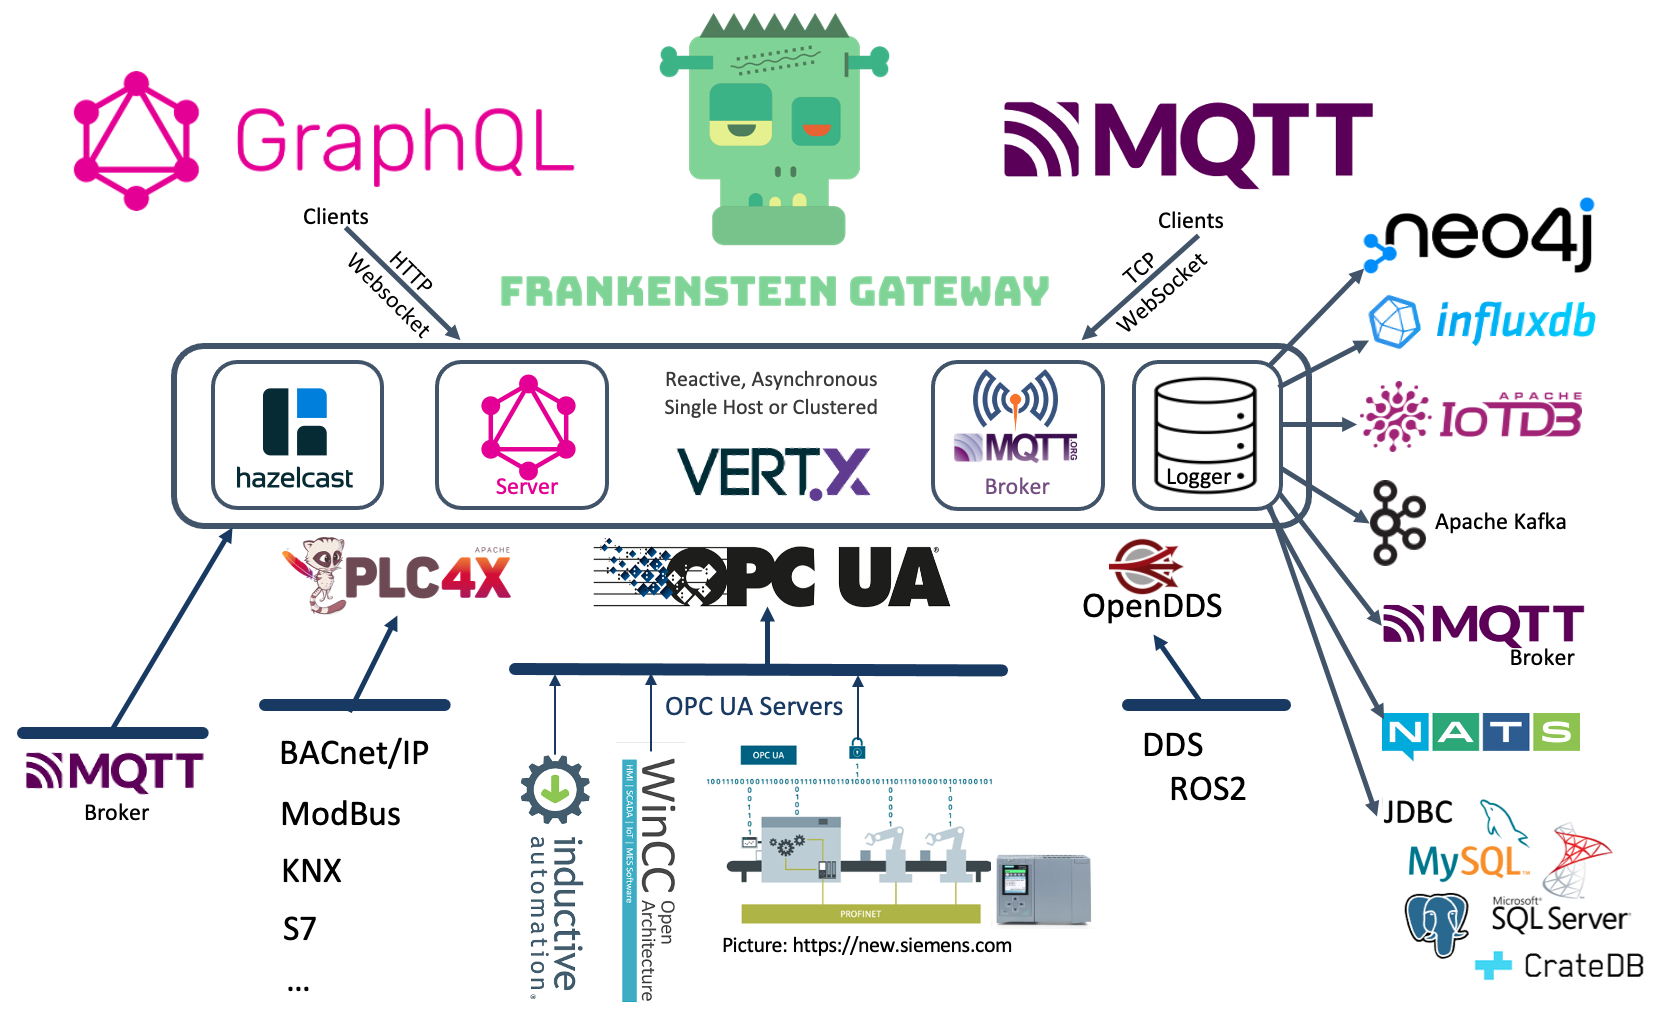 GraphQL
MQTT
Clients
HTTP
Websocket
FRANKENSTEIN GATEWAY
Clients
TCP
WebSocket
neo4j
influxdb
APACHE
IoTDB
Apache Kafka
MQTT
Broker
NATS
JDBC
MySQL™
Microsoft®
SQL Server®
CrateDB
hazelcast
Server
Reactive, Asynchronous
Single Host or Clustered
VERT.X
MQTT.ORG
Broker
Logger
APACHE
PLC4X
OPC UA®
OpenDDS
MQTT
Broker
BACnet/IP
ModBus
KNX
S7
...
OPC UA Servers
inductive
automation®
WinCC Open
Architecture
HMI | SCADA | IoT | MES Software
OPC UA
PROFINET
Picture: https://new.siemens.com
DDS
ROS2